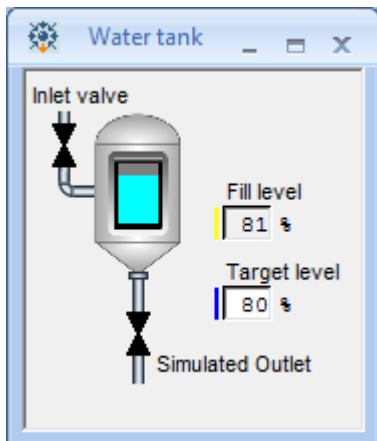 Water tank
Inlet valve
Fill level
81 %
Target level
80 %
Simulated Outlet